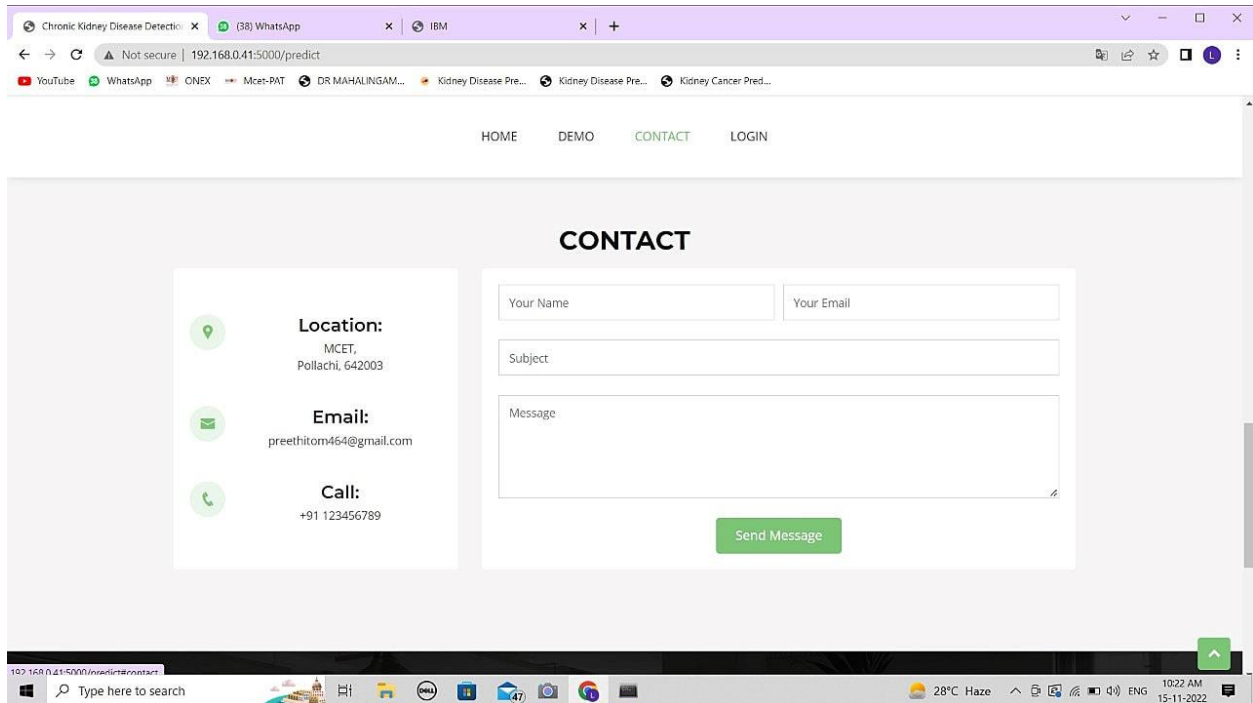 Chronic Kidney Disease Detectio
(38) WhatsApp
IBM
Not secure | 192.168.0.41:5000/predict
YouTube WhatsApp ONEX Mcet-PAT DR MAHALINGAM... Kidney Disease Pre... Kidney Disease Pre... Kidney Cancer Pred...
HOME DEMO CONTACT LOGIN
CONTACT
Location:
MCET,
Pollachi, 642003
Email:
preethitom464@gmail.com
Call:
+91 123456789
Your Name
Your Email
Subject
Message
Send Message
192.168.0.41:5000/predict#contact
Type here to search
47
28°C Haze
ENG
10:22 AM
15-11-2022